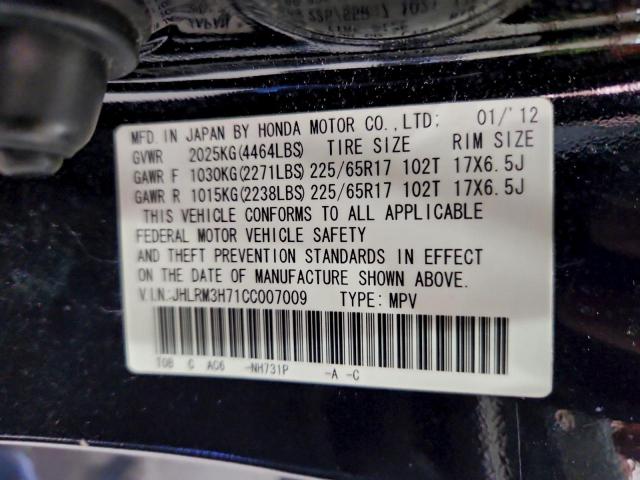 MFD. IN JAPAN BY HONDA MOTOR CO.,LTD: 01/'12
GVWR 2025KG(4464LBS) TIRE SIZE RIM SIZE
GAWR F 1030KG(2271LBS) 225/65R17 102T 17X6.5J
GAWR R 1015KG(2238LBS) 225/65R17 102T 17X6.5J
THIS VEHICLE CONFORMS TO ALL APPLICABLE
FEDERAL MOTOR VEHICLE SAFETY
AND THEFT PREVENTION STANDARDS IN EFFECT
ON THE DATE OF MANUFACTURE SHOWN ABOVE.
V.I.N:JHLRM3H71CC007009 TYPE: MPV
T0B C A06 -NH731P -A -C